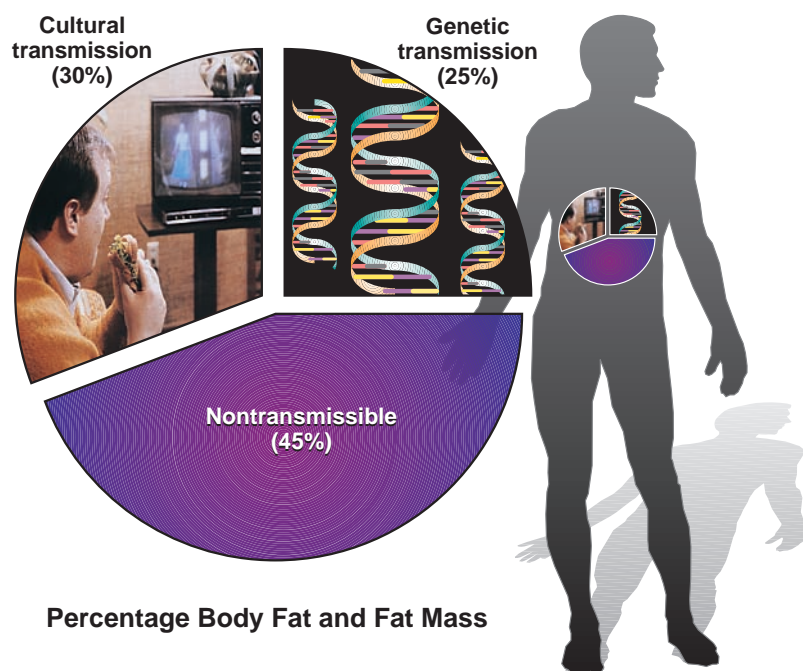 Cultural
transmission
(30%)
Genetic
transmission
(25%)
Nontransmissible
(45%)
Percentage Body Fat and Fat Mass